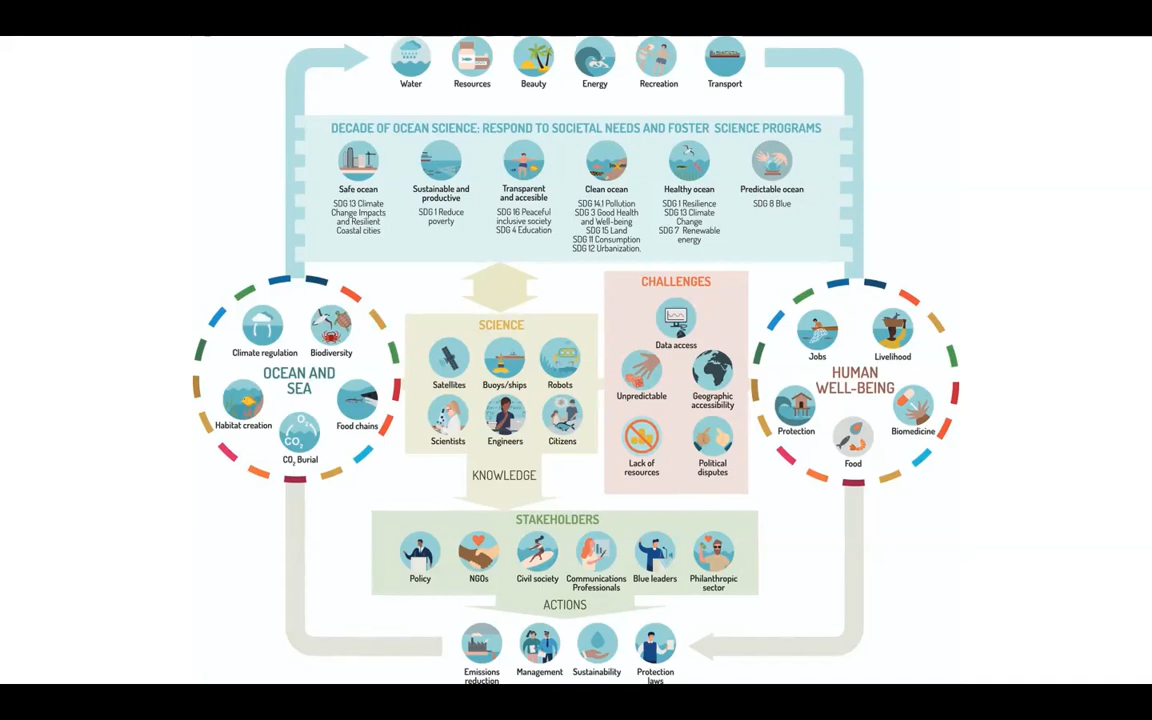 Water
Resources
Beauty
Energy
Recreation
Transport
DECADE OF OCEAN SCIENCE: RESPOND TO SOCIETAL NEEDS AND FOSTER SCIENCE PROGRAMS
Safe ocean
SDG 13 Climate
Change Impacts
and Resilient
Coastal cities
Sustainable and
productive
SDG 1 Reduce
poverty
Transparent
and accesible
SDG 16 Peaceful
inclusive society
SDG 4 Education
Clean ocean
SDG 14.1 Pollution
SDG 3 Good Health
and Well-being
SDG 15 Land
SDG 11 Consumption
SDG 12 Urbanization.
Healthy ocean
SDG 1 Resilience
SDG 13 Climate
Change
SDG 7 Renewable
energy
Predictable ocean
SDG 8 Blue
Climate regulation
Biodiversity
OCEAN AND
SEA
Habitat creation
Food chains
O2
CO2
CO2 Burial
SCIENCE
Satellites
Buoys/ships
Robots
Scientists
Engineers
Citizens
KNOWLEDGE
CHALLENGES
Data access
Unpredictable
Geographic
accessibility
Lack of
resources
Political
disputes
Jobs
Livelihood
HUMAN
WELL-BEING
Protection
Biomedicine
Food
STAKEHOLDERS
Policy
NGOs
Civil society
Communications
Professionals
Blue leaders
Philanthropic
sector
ACTIONS
Emissions
reduction
Management
Sustainability
Protection
laws